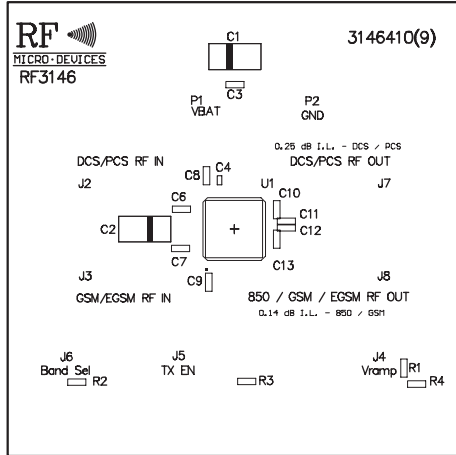 RF
MICRO·DEVICES
RF3146
C1
3146410(9)
C3
P1
VBAT
P2
GND
0.25 dB I.L. - DCS / PCS
DCS/PCS RF IN
DCS/PCS RF OUT
C8
C4
J2
U1
J7
C6
C10
C11
C2
C12
C7
C13
J3
C9
J8
GSM/EGSM RF IN
850 / GSM / EGSM RF OUT
0.14 dB I.L. - 850 / GSM
J6
Band Sel
R2
J5
TX EN
R3
J4
Vramp
R1
R4